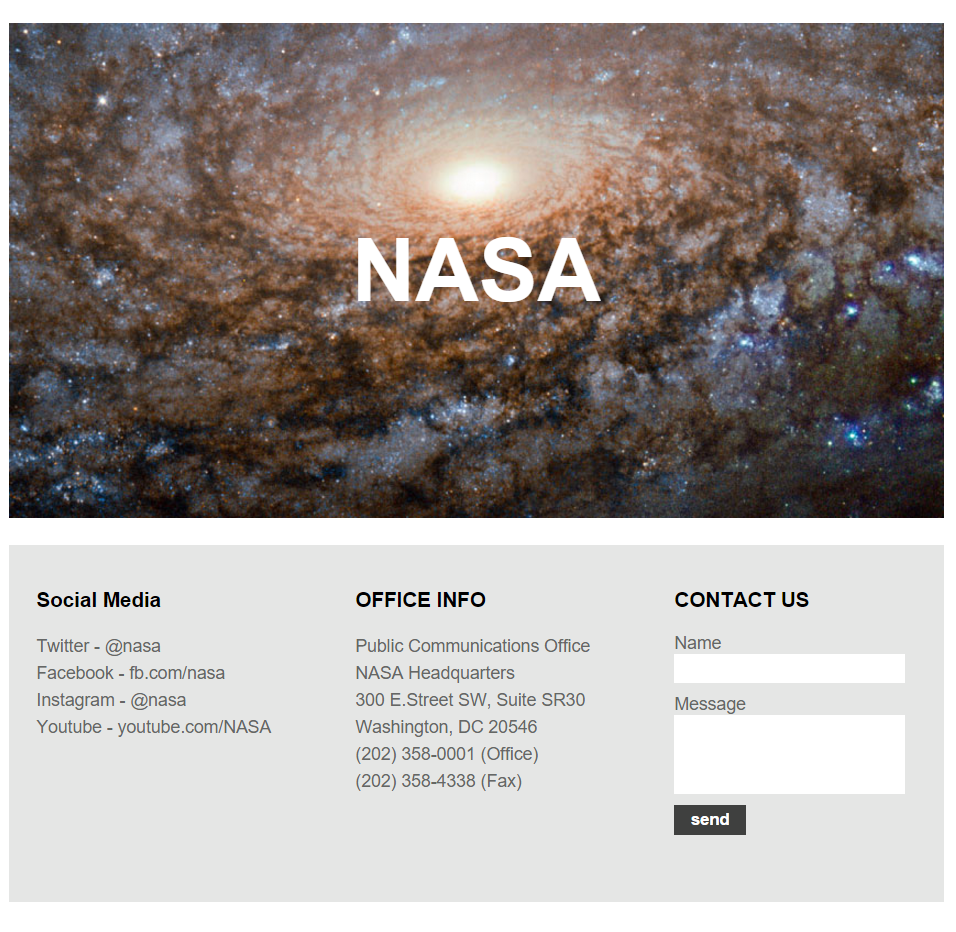 NASA
Social Media
Twitter - @nasa
Facebook - fb.com/nasa
Instagram - @nasa
Youtube - youtube.com/NASA
OFFICE INFO
Public Communications Office
NASA Headquarters
300 E.Street SW, Suite SR30
Washington, DC 20546
(202) 358-0001 (Office)
(202) 358-4338 (Fax)
CONTACT US
Name
Message
send